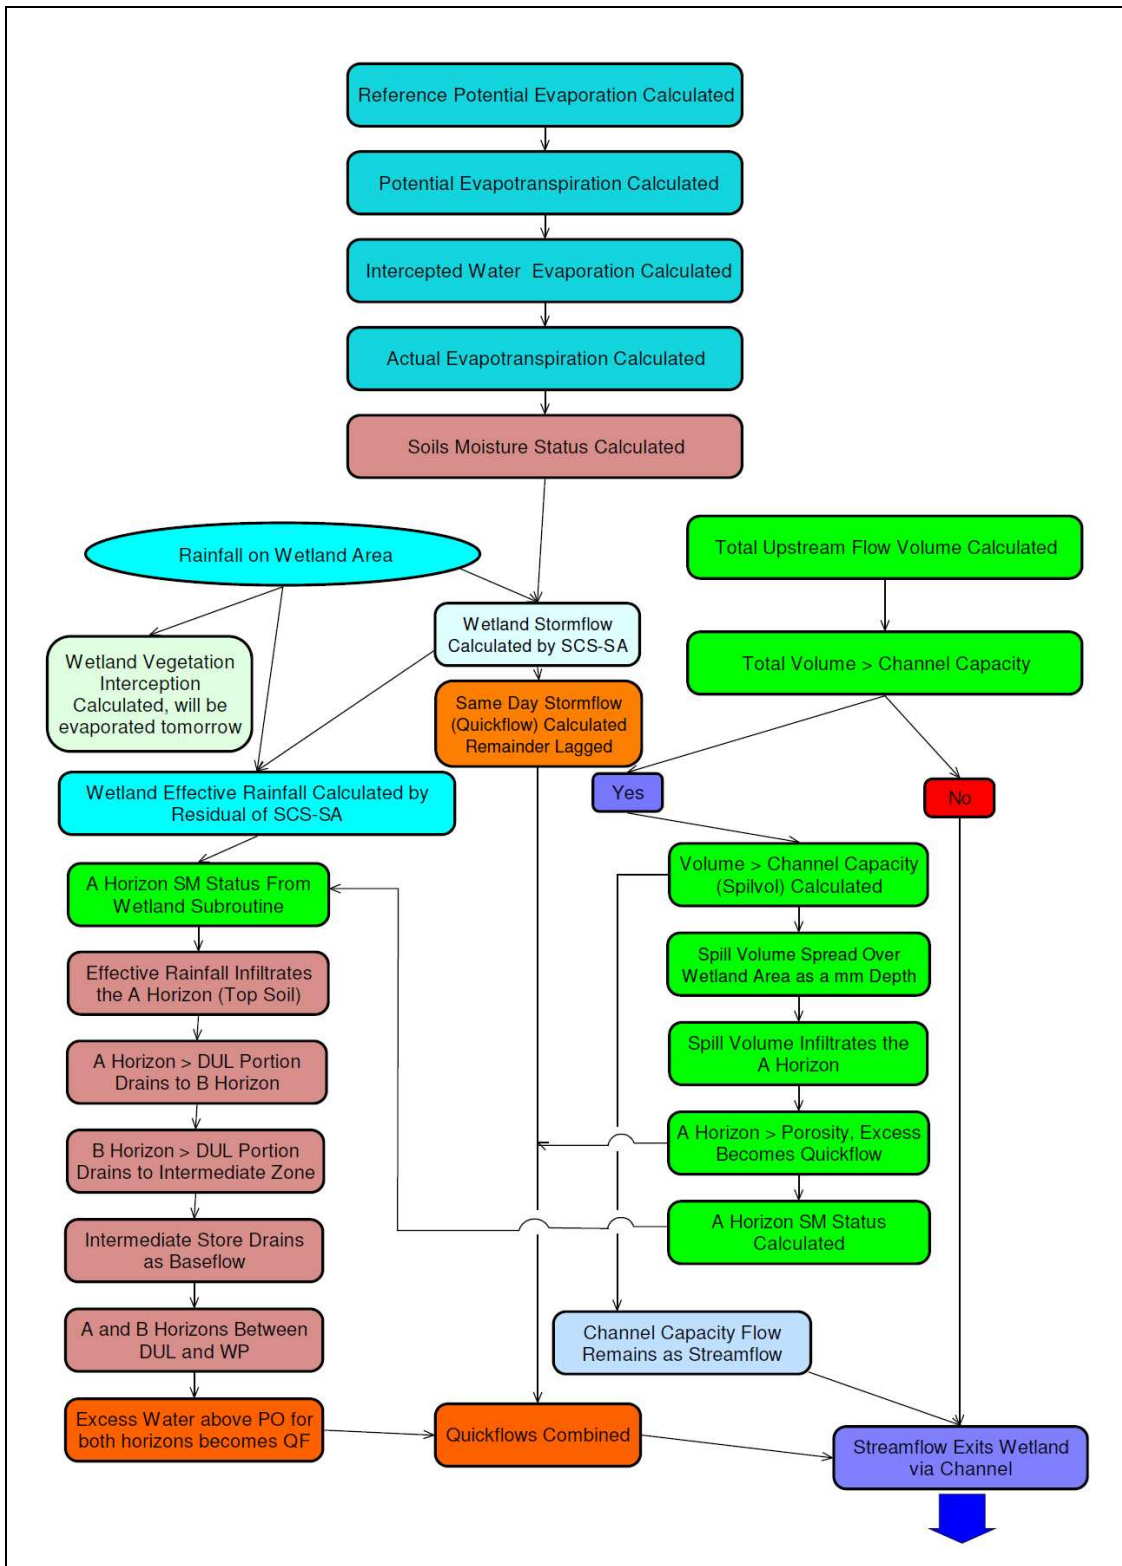 Reference Potential Evaporation Calculated
Potential Evapotranspiration Calculated
Intercepted Water Evaporation Calculated
Actual Evapotranspiration Calculated
Soils Moisture Status Calculated
Rainfall on Wetland Area
Total Upstream Flow Volume Calculated
Wetland Stormflow
Calculated by SCS-SA
Total Volume > Channel Capacity
Wetland Vegetation
Interception
Calculated, will be
evaporated tomorrow
Same Day Stormflow
(Quickflow) Calculated
Remainder Lagged
Yes
No
Wetland Effective Rainfall Calculated by
Residual of SCS-SA
Volume > Channel Capacity
(Spilvol) Calculated
A Horizon SM Status From
Wetland Subroutine
Spill Volume Spread Over
Wetland Area as a mm Depth
Effective Rainfall Infiltrates
the A Horizon (Top Soil)
Spill Volume Infiltrates the
A Horizon
A Horizon > DUL Portion
Drains to B Horizon
A Horizon > Porosity, Excess
Becomes Quickflow
B Horizon > DUL Portion
Drains to Intermediate Zone
A Horizon SM Status
Calculated
Intermediate Store Drains
as Baseflow
Channel Capacity Flow
Remains as Streamflow
A and B Horizons Between
DUL and WP
Excess Water above PO for
both horizons becomes QF
Quickflows Combined
Streamflow Exits Wetland
via Channel